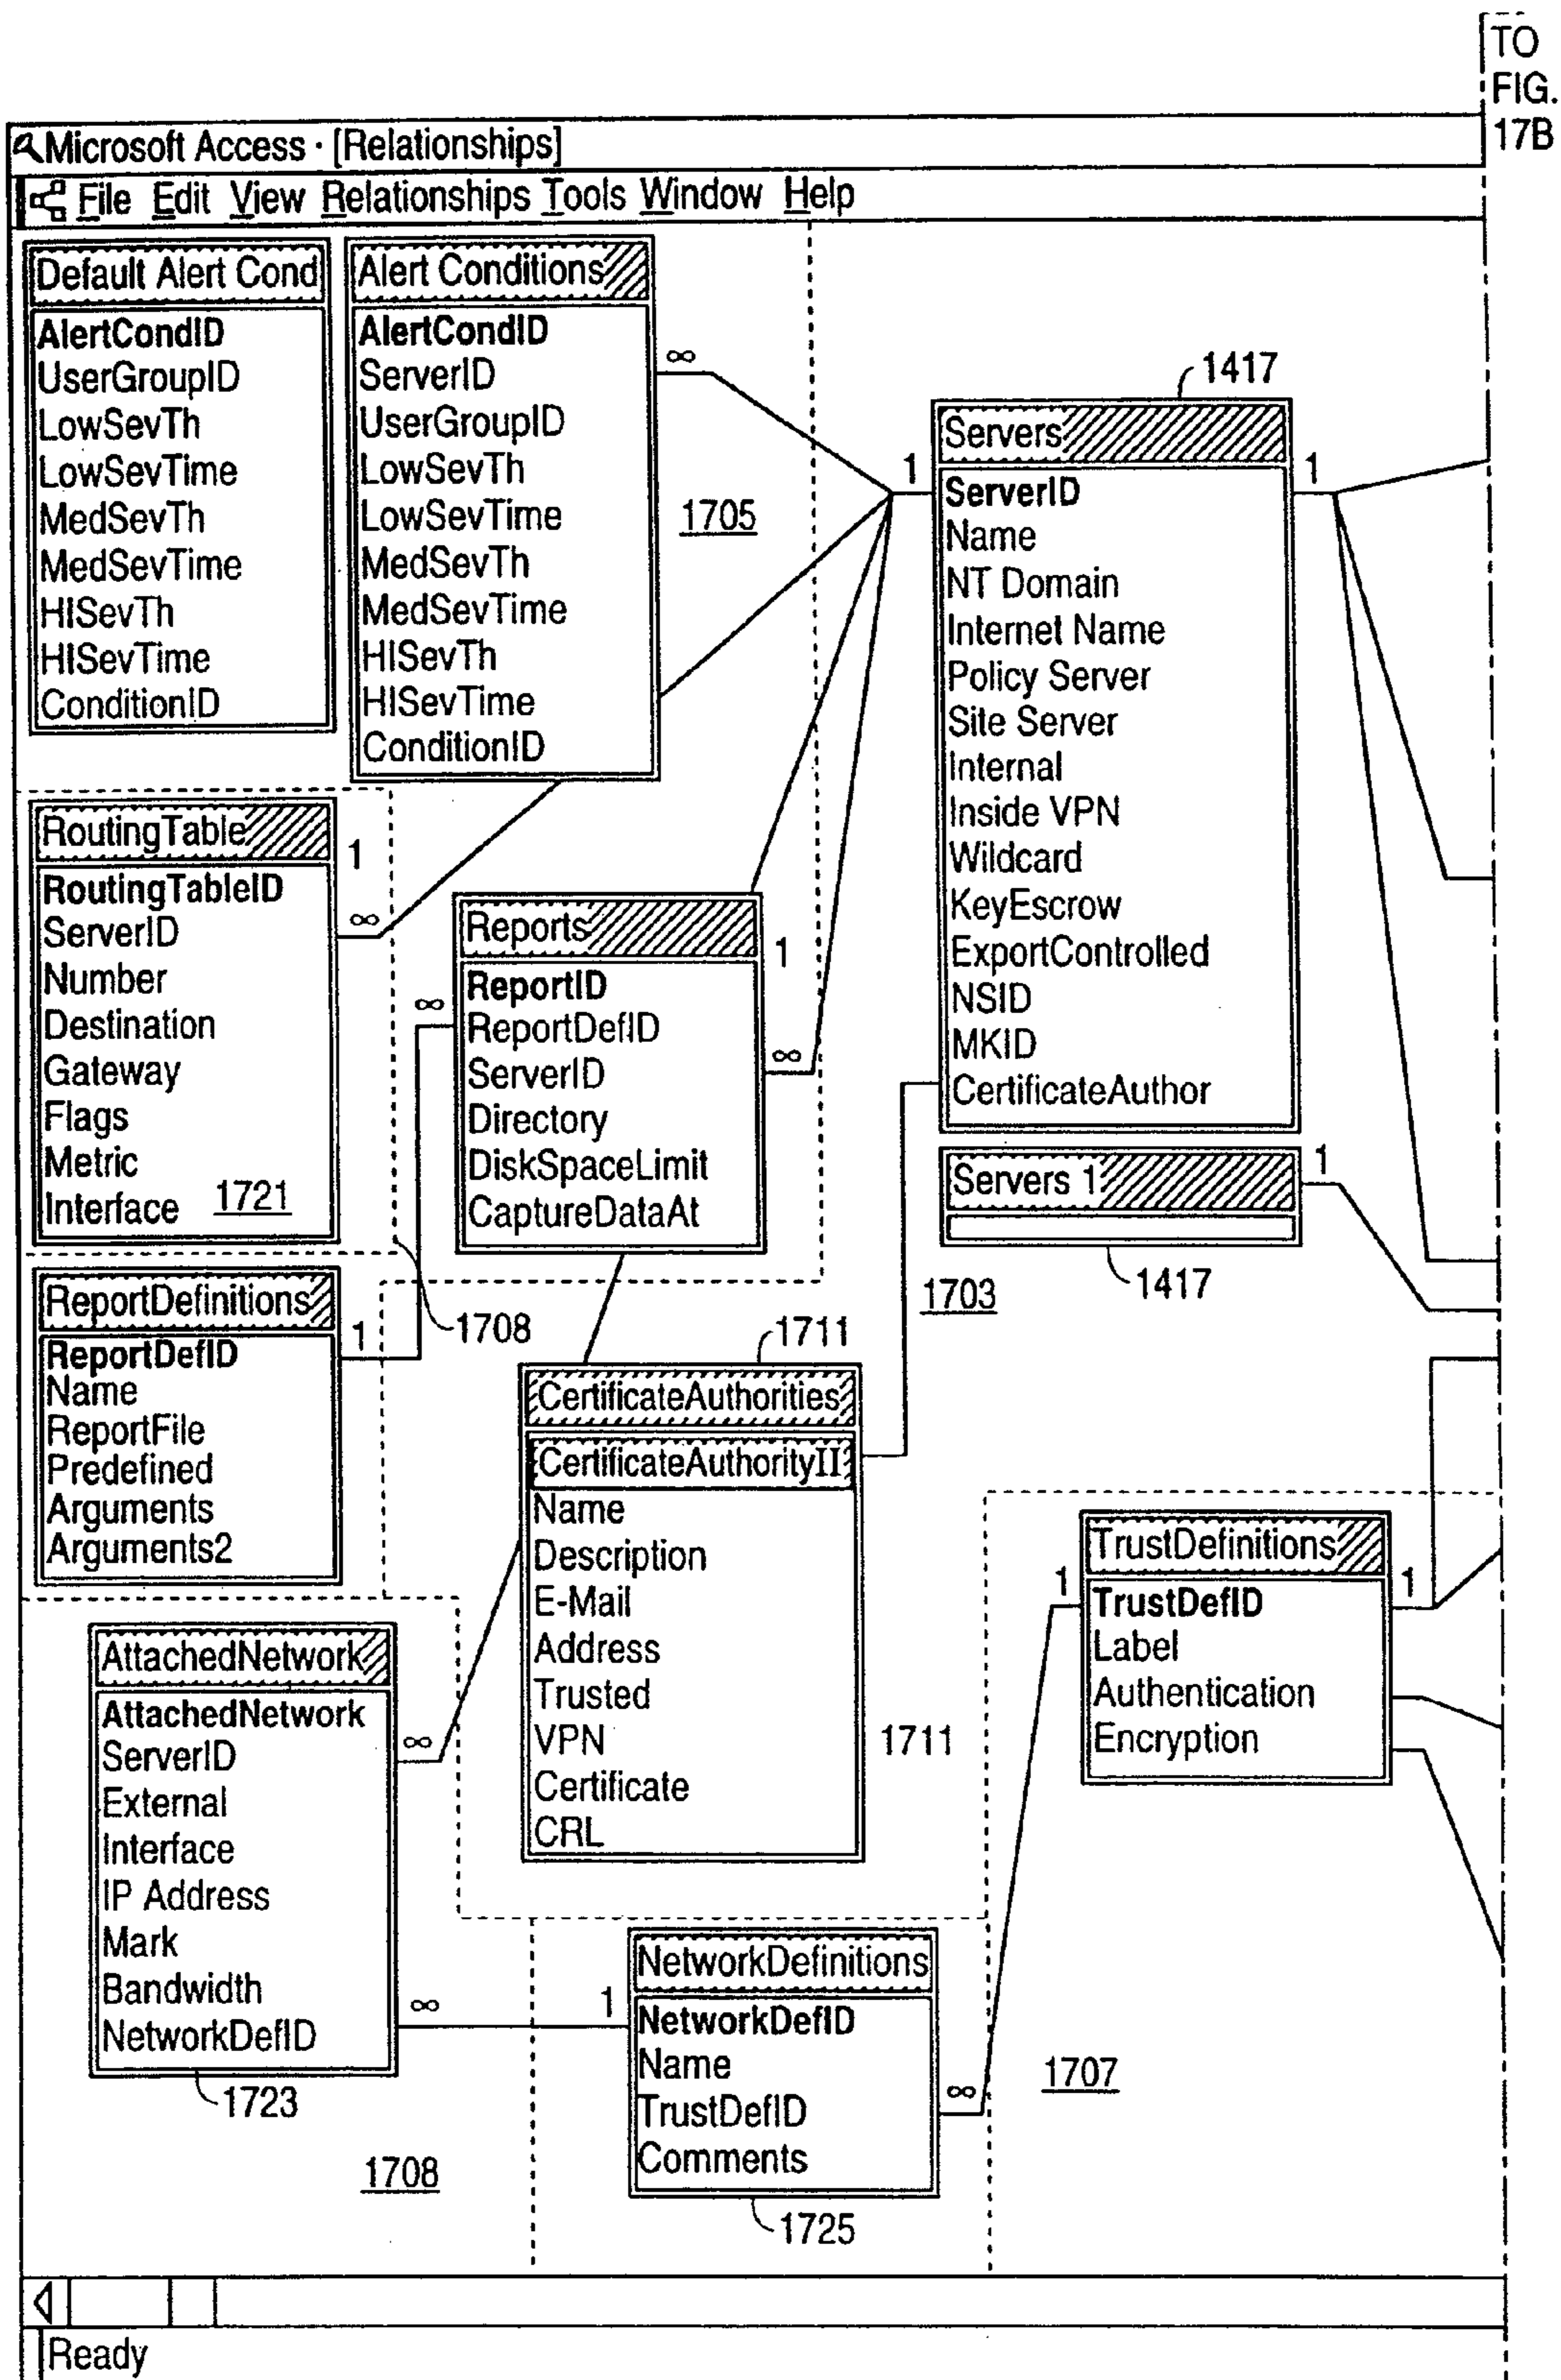 TO
FIG.
17B
Microsoft Access · [Relationships]
File Edit View Relationships Tools Window Help
Default Alert Cond
AlertCondID
UserGroupID
LowSevTh
LowSevTime
MedSevTh
MedSevTime
HISevTh
HISevTime
ConditionID
Alert Conditions
AlertCondID
ServerID
UserGroupID
LowSevTh
LowSevTime
MedSevTh
MedSevTime
HISevTh
HISevTime
ConditionID
∞
1705
1417
Servers
1
1
ServerID
Name
NT Domain
Internet Name
Policy Server
Site Server
Internal
Inside VPN
Wildcard
KeyEscrow
ExportControlled
NSID
MKID
CertificateAuthor
Servers 1
1
1417
1703
RoutingTable
1
RoutingTableID
ServerID
Number
Destination
Gateway
Flags
Metric
Interface
∞
1721
Reports
1
ReportID
ReportDefID
ServerID
Directory
DiskSpaceLimit
CaptureDataAt
∞
∞
1708
ReportDefinitions
1
ReportDefID
Name
ReportFile
Predefined
Arguments
Arguments2
1711
CertificateAuthorities
CertificateAuthorityII
Name
Description
E-Mail
Address
Trusted
VPN
Certificate
CRL
1711
TrustDefinitions
1
1
TrustDefID
Label
Authentication
Encryption
AttachedNetwork
AttachedNetwork
ServerID
External
Interface
IP Address
Mark
Bandwidth
NetworkDefID
∞
∞
1723
1708
NetworkDefinitions
1
NetworkDefID
Name
TrustDefID
Comments
∞
1725
1707
Ready